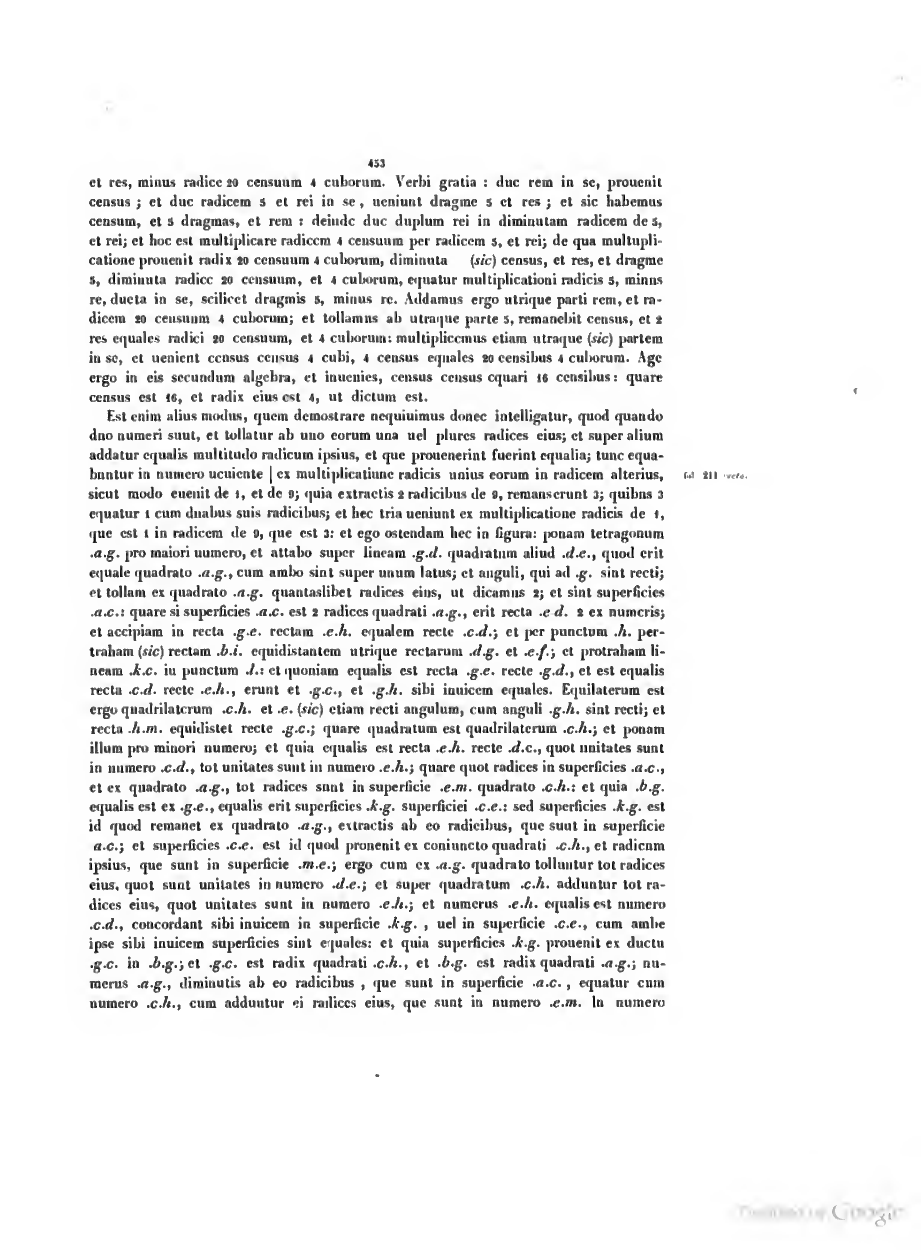 453
et res, minus radice 20 censuum 4 cuborum. Verbi gratia : duc rem in se, prouenit
census ; et duc radicem 5 et rei in se , ueniunt dragme 5 et res ; et sic habemus
censum, et 5 dragmas, et rem : deinde duc duplum rei in diminutam radicem de 5,
et rei; et hoc est multiplicare radicem 4 censuum per radicem 5, et rei; de qua multupli-
catione prouenit radix 20 censuum 4 cuborum, diminuta (sic) census, et res, et dragme
5, diminuta radice 20 censuum, et 4 cuborum, equatur multiplicationi radicis 5, minus
re, ducta in se, scilicet dragmis 5, minus re. Addamus ergo utrique parti rem, et ra-
dicem 20 censuum 4 cuborum; et tollamus ab utraque parte 5, remanebit census, et 2
res equales radici 20 censuum, et 4 cuborum: multipliccmus etiam utraque (sic) partem
in se, et uenient census census 4 cubi, 4 census equales 20 censibus 4 cuborum. Age
ergo in eis secundum algebra, et inuenies, census census equari 16 censibus: quare
census est 16, et radix eius est 4, ut dictum est.
Est enim alius modus, quem demostrare nequiuimus donec intelligatur, quod quando
duo numeri sunt, et tollatur ab uno eorum una uel plures radices eius; et super alium
addatur equalis multitudo radicum ipsius, et que prouenerint fuerint equalia; tunc equa-
buntur in numero ueniente | ex multiplicatiune radicis unius eorum in radicem alterius,
fol 211 recto.
sicut modo euenit de 1, et de 9; quia extractis 2 radicibus de 9, remanserunt 3; quibus 3
equatur 1 cum duabus suis radicibus; et hec tria ueniunt ex multiplicatione radicis de 1,
que est 1 in radicem de 9, que est 3: et ego ostendam hec in figura: ponam tetragonum
.a.g. pro maiori numero, et attabo super lineam .g.d. quadratum aliud .d.e., quod erit
equale quadrato .a.g., cum ambo sint super unum latus; et anguli, qui ad .g. sint recti;
et tollam ex quadrato .a.g. quantaslibet radices eius, ut dicamus 2; et sint superficies
.a.c.: quare si superficies .a.c. est 2 radices quadrati .a.g., erit recta .e d. 2 ex numeris;
et accipiam in recta .g.e. rectam .e.h. equalem recte .c.d.; et per punctum .h. per-
traham (sic) rectam .b.i. equidistantem utrique rectarum .d.g. et .e.f.; et protraham li-
neam .k.c. in punctum .l.: et quoniam equalis est recta .g.e. recte .g.d., et est equalis
recta .c.d. recte .e.h., erunt et .g.c., et .g.h. sibi inuicem equales. Equilaterum est
ergo quadrilaterum .c.h. et .e. (sic) etiam recti angulum, cum anguli .g.h. sint recti; et
recta .h.m. equidistet recte .g.c.; quare quadratum est quadrilaterum .c.h.; et ponam
illum pro minori numero; et quia equalis est recta .e.h. recte .d.c., quot unitates sunt
in numero .c.d., tot unitates sunt in numero .e.h.; quare quot radices in superficies .a.c.,
et ex quadrato .a.g., tot radices sunt in superficie .e.m. quadrato .c.h.: et quia .b.g.
equalis est ex .g.e., equalis erit superficies .k.g. superficiei .c.e.: sed superficies .k.g. est
id quod remanet ex quadrato .a.g., extractis ab eo radicibus, que sunt in superficie
a.c.; et superficies .c.e. est id quod prouenit ex coniuncto quadrati .c.h., et radicum
ipsius, que sunt in superficie .m.e.; ergo cum ex .a.g. quadrato tolluntur tot radices
eius, quot sunt unitates in numero .d.e.; et super quadratum .c.h. adduntur tot ra-
dices eius, quot unitates sunt in numero .e.h.; et numerus .e.h. equalis est numero
.c.d., concordant sibi inuicem in superficie .k.g. , uel in superficie .c.e., cum ambe
ipse sibi inuicem superficies sint equales: et quia superficies .k.g. prouenit ex ductu
.g.c. in .b.g.; et .g.c. est radix quadrati .c.h., et .b.g. est radix quadrati .a.g.; nu-
merus .a.g., diminutis ab eo radicibus , que sunt in superficie .a.c. , equatur cum
numero .c.h., cum adduntur ei radices eius, que sunt in numero .e.m. In numero
Digitized by Google